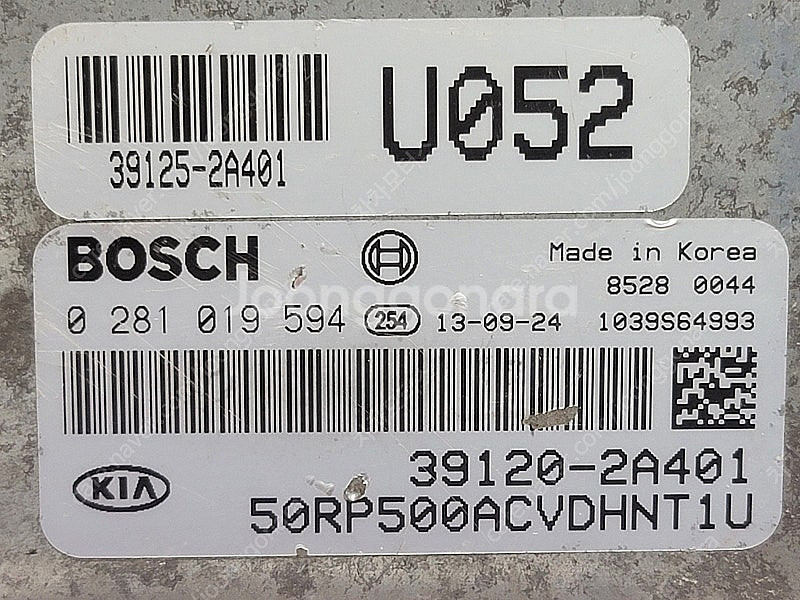 U052
39125-2A401
BOSCH
Made in Korea
8528 0044
0 281 019 594 254 13-09-24 1039S64993
joonggonara
KIA
39120-2A401
50RP500ACVDHNT1U